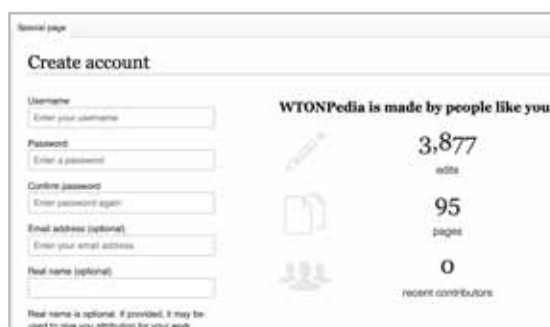 Special page
Create account
Username
Enter your username
Password
Enter a password
Confirm password
Enter password again
Email address (optional)
Enter your email address
Real name (optional)
Real name is optional. If provided, it may be
used to give you attribution for your work.
WTONPedia is made by people like you
3,877
edits
95
pages
0
recent contributors